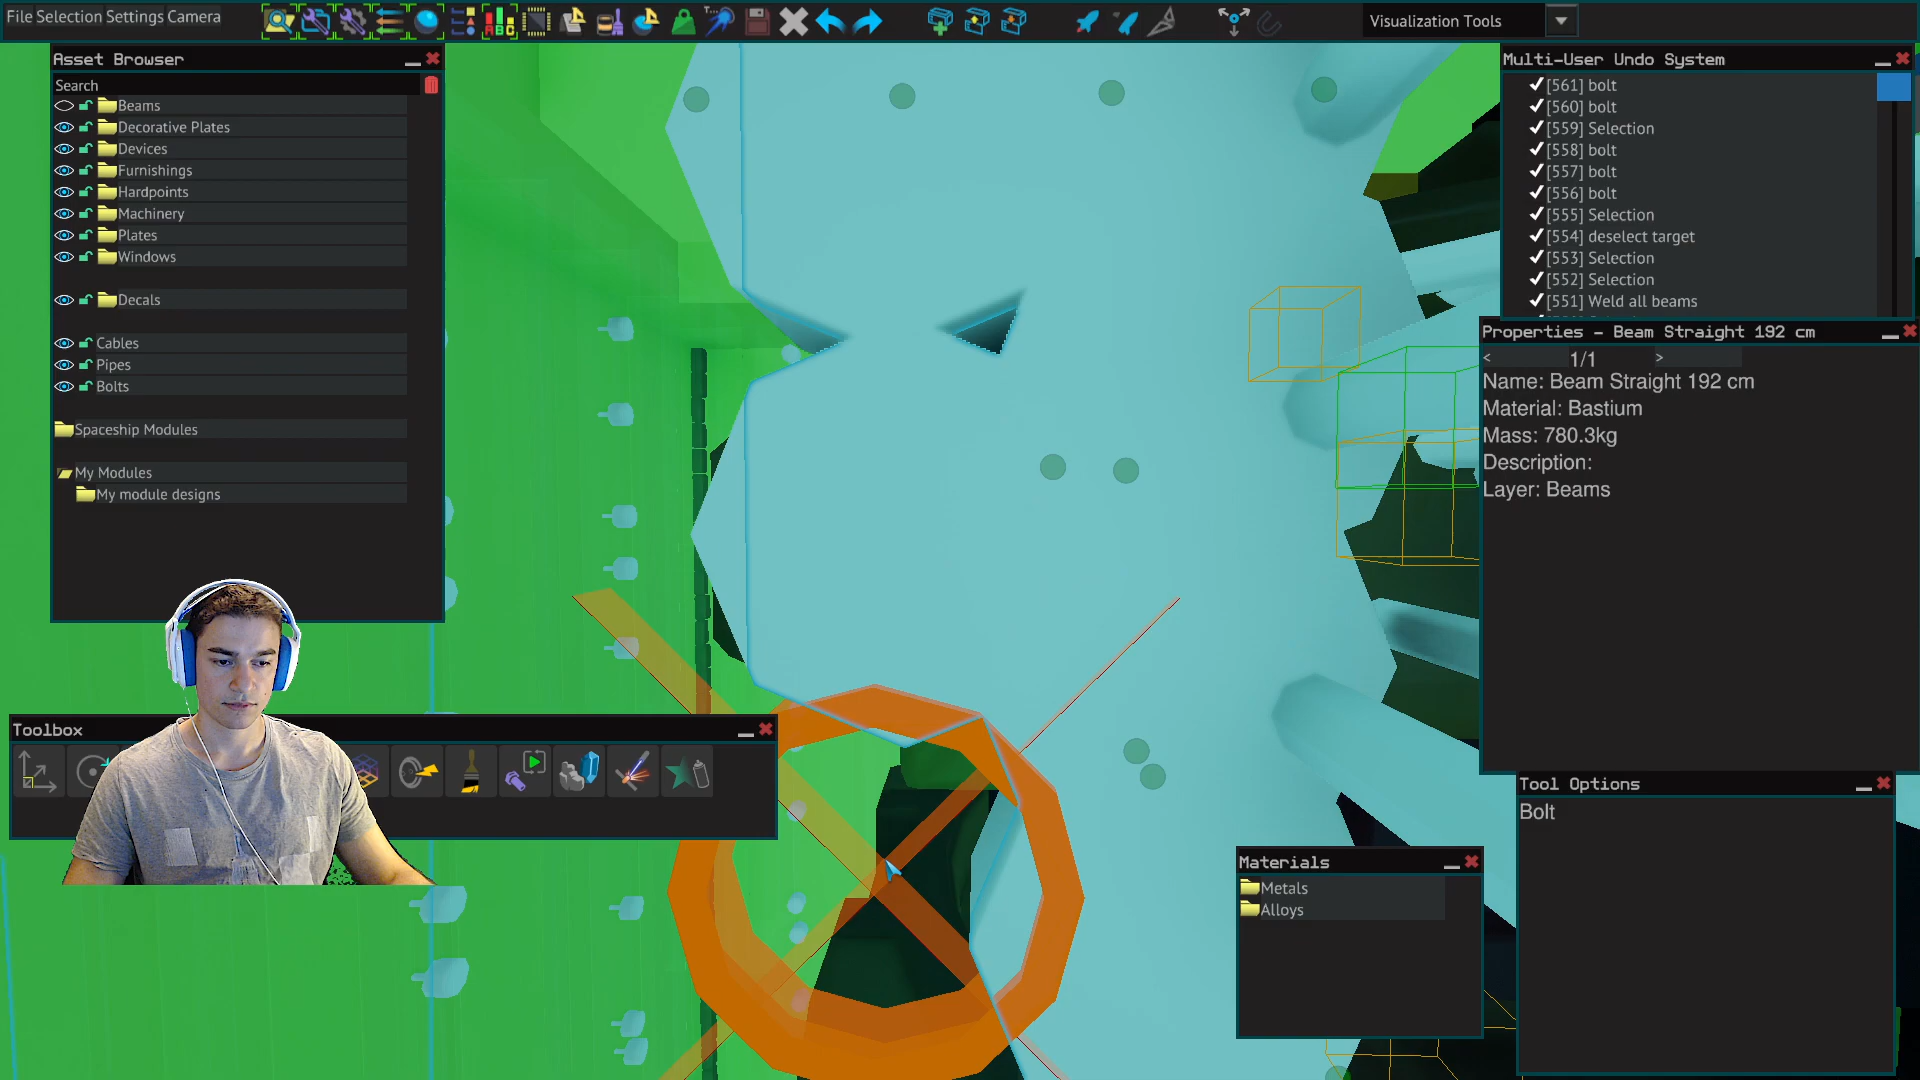 File Selection Settings Camera
Visualization Tools
Asset Browser
Search
Beams
Decorative Plates
Devices
Furnishings
Hardpoints
Machinery
Plates
Windows
Decals
Cables
Pipes
Bolts
Spaceship Modules
My Modules
My module designs
Multi-User Undo System
[561] bolt
[560] bolt
[559] Selection
[558] bolt
[557] bolt
[556] bolt
[555] Selection
[554] deselect target
[553] Selection
[552] Selection
[551] Weld all beams
Properties - Beam Straight 192 cm
< 1/1 >
Name: Beam Straight 192 cm
Material: Bastium
Mass: 780.3kg
Description:
Layer: Beams
Toolbox
Tool Options
Bolt
Materials
Metals
Alloys